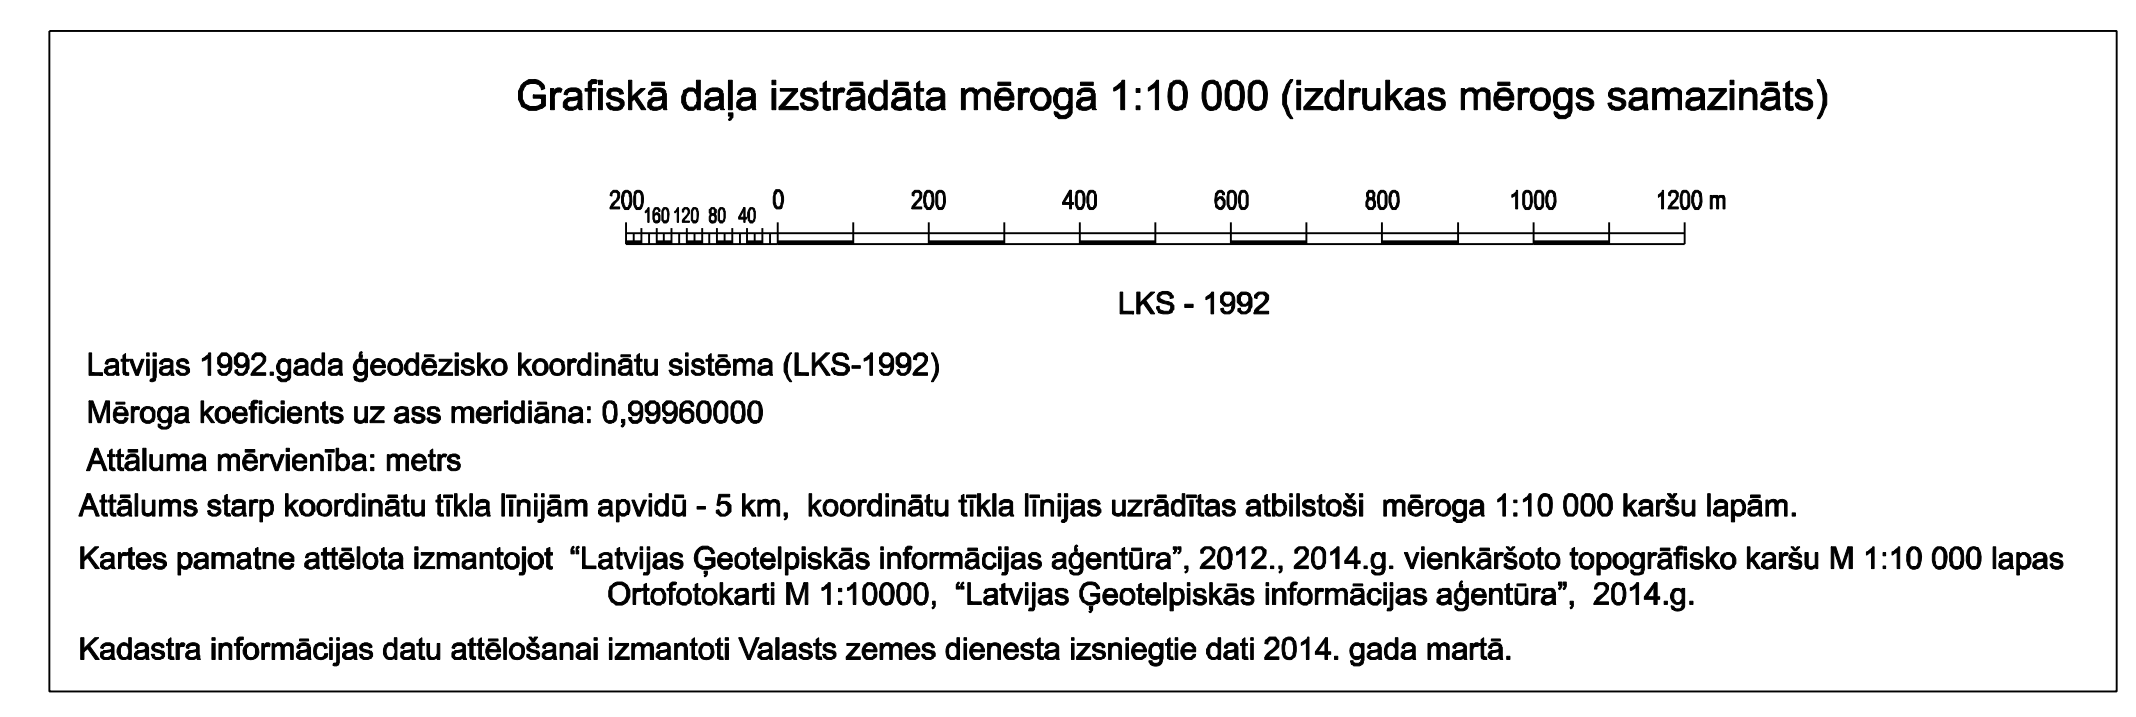 Grafiskā daļa izstrādāta mērogā 1:10 000 (izdrukas mērogs samazināts)
200 160 120 80 40 0 200 400 600 800 1000 1200 m
LKS - 1992
Latvijas 1992.gada ģeodēzisko koordinātu sistēma (LKS-1992)
Mēroga koeficients uz ass meridiāna: 0,99960000
Attāluma mērvienība: metrs
Attālums starp koordinātu tīkla līnijām apvidū - 5 km, koordinātu tīkla līnijas uzrādītas atbilstoši mēroga 1:10 000 karšu lapām.
Kartes pamatne attēlota izmantojot “Latvijas Ģeotelpiskās informācijas aģentūra”, 2012., 2014.g. vienkāršoto topogrāfisko karšu M 1:10 000 lapas
Ortofotokarti M 1:10000, “Latvijas Ģeotelpiskās informācijas aģentūra”, 2014.g.
Kadastra informācijas datu attēlošanai izmantoti Valasts zemes dienesta izsniegtie dati 2014. gada martā.